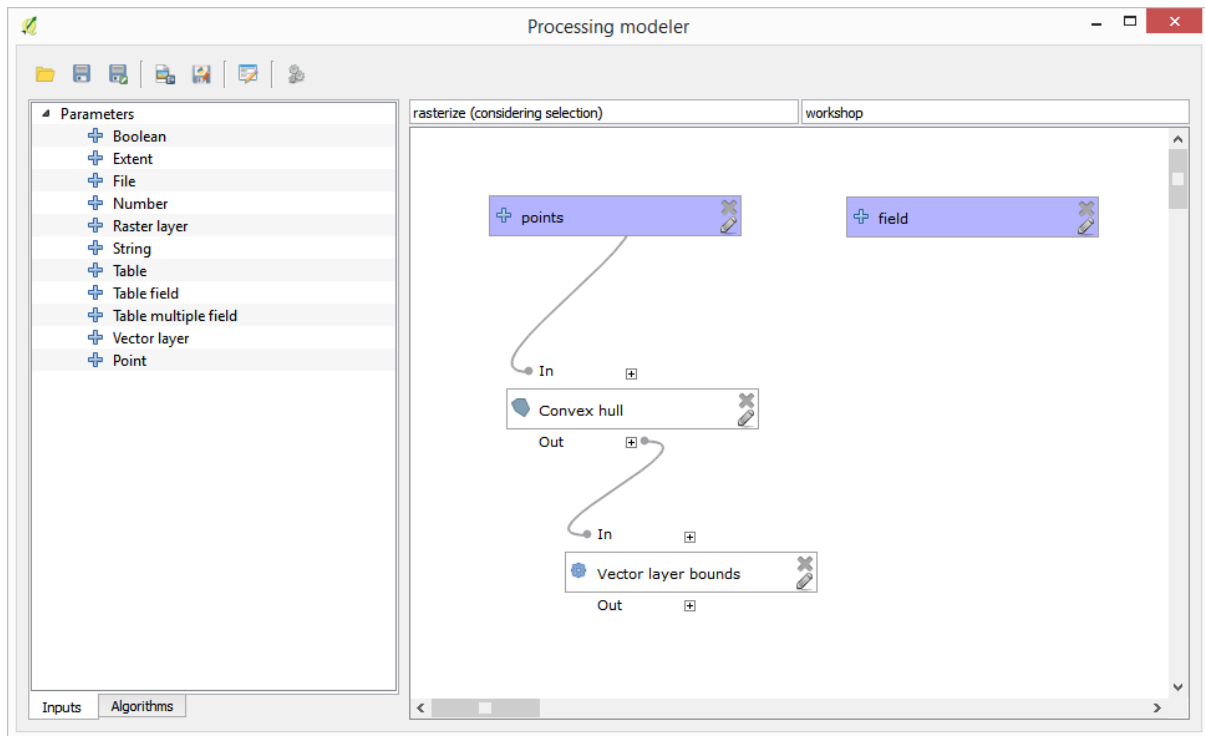 Processing modeler
Parameters
Boolean
Extent
File
Number
Raster layer
String
Table
Table field
Table multiple field
Vector layer
Point
Inputs
Algorithms
rasterize (considering selection)
workshop
points
field
In
Convex hull
Out
In
Vector layer bounds
Out